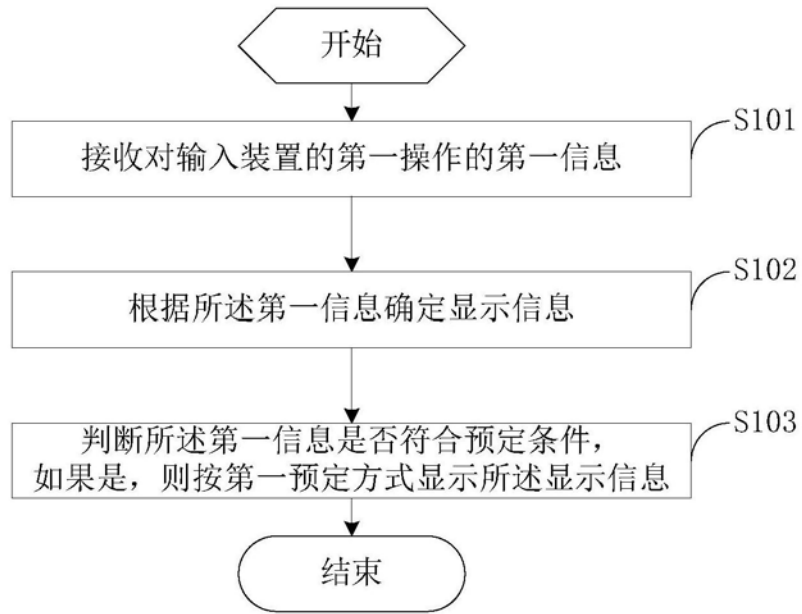 开始
S101
接收对输入装置的第一操作的第一信息
S102
根据所述第一信息确定显示信息
S103
判断所述第一信息是否符合预定条件，
如果是，则按第一预定方式显示所述显示信息
结束